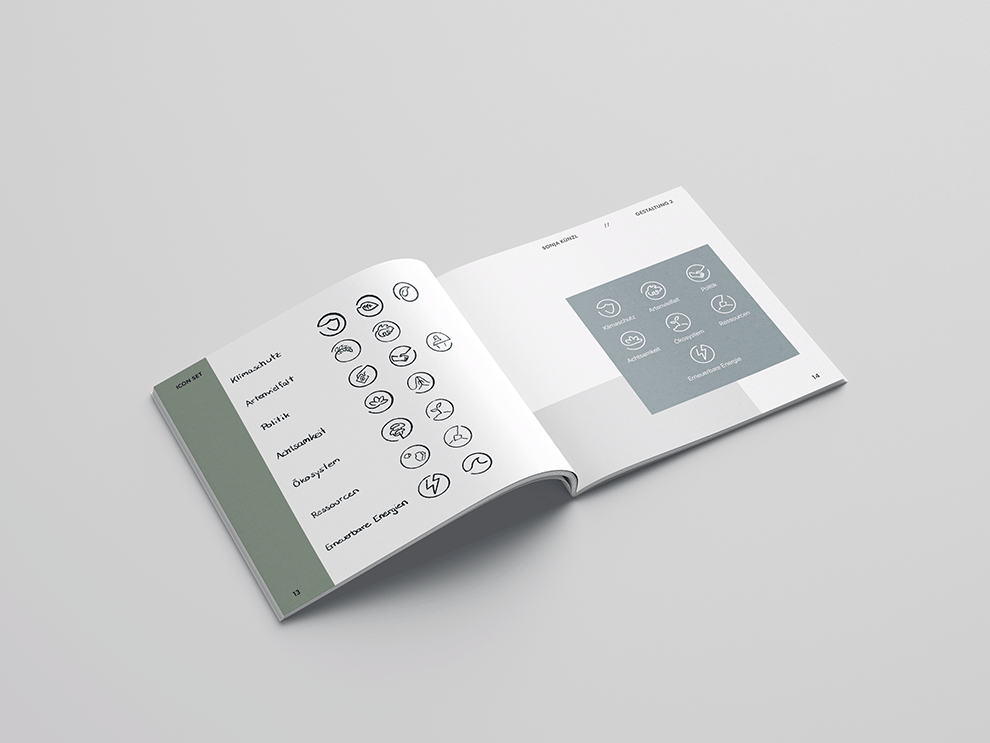 ICON SET
Klimaschutz
Artenvielfalt
Politik
Achtsamkeit
Ökosystem
Ressourcen
Erneuerbare Energien
13
SONJA KÜNZL // GESTALTUNG 2
Klimaschutz Artenvielfalt Politik
Achtsamkeit Ökosystem Ressourcen
Erneuerbare Energie
14